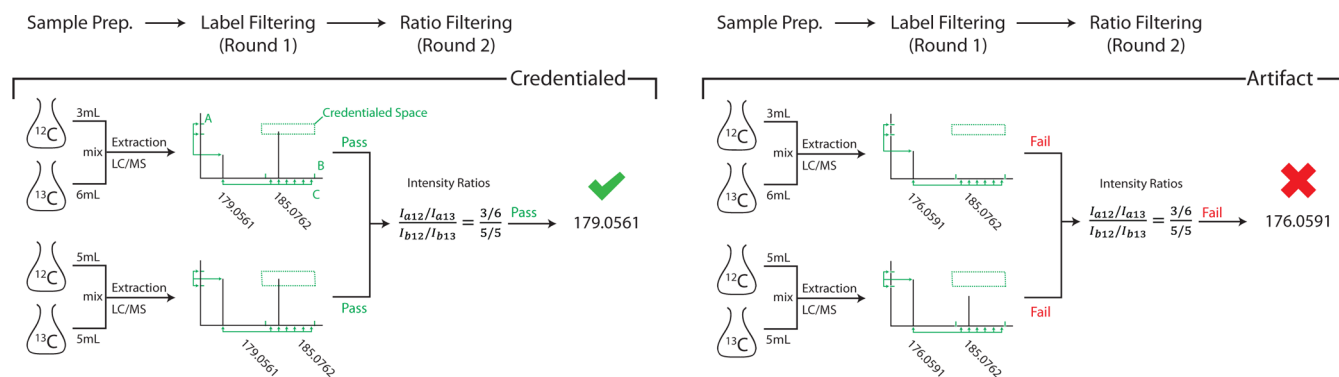 Sample Prep.
Label Filtering
(Round 1)
Ratio Filtering
(Round 2)
Credentialed
12C
3mL
mix
13C
6mL
Extraction
LC/MS
A
Credentialed Space
B
C
179.0561
185.0762
Pass
12C
5mL
mix
13C
5mL
Extraction
LC/MS
179.0561
185.0762
Pass
Intensity Ratios
Ia12/Ia13 = 3/6
Ib12/Ib13 5/5
Pass
179.0561
Sample Prep.
Label Filtering
(Round 1)
Ratio Filtering
(Round 2)
Artifact
12C
3mL
mix
13C
6mL
Extraction
LC/MS
176.0591
185.0762
Fail
12C
5mL
mix
13C
5mL
Extraction
LC/MS
176.0591
185.0762
Fail
Intensity Ratios
Ia12/Ia13 = 3/6
Ib12/Ib13 5/5
Fail
176.0591